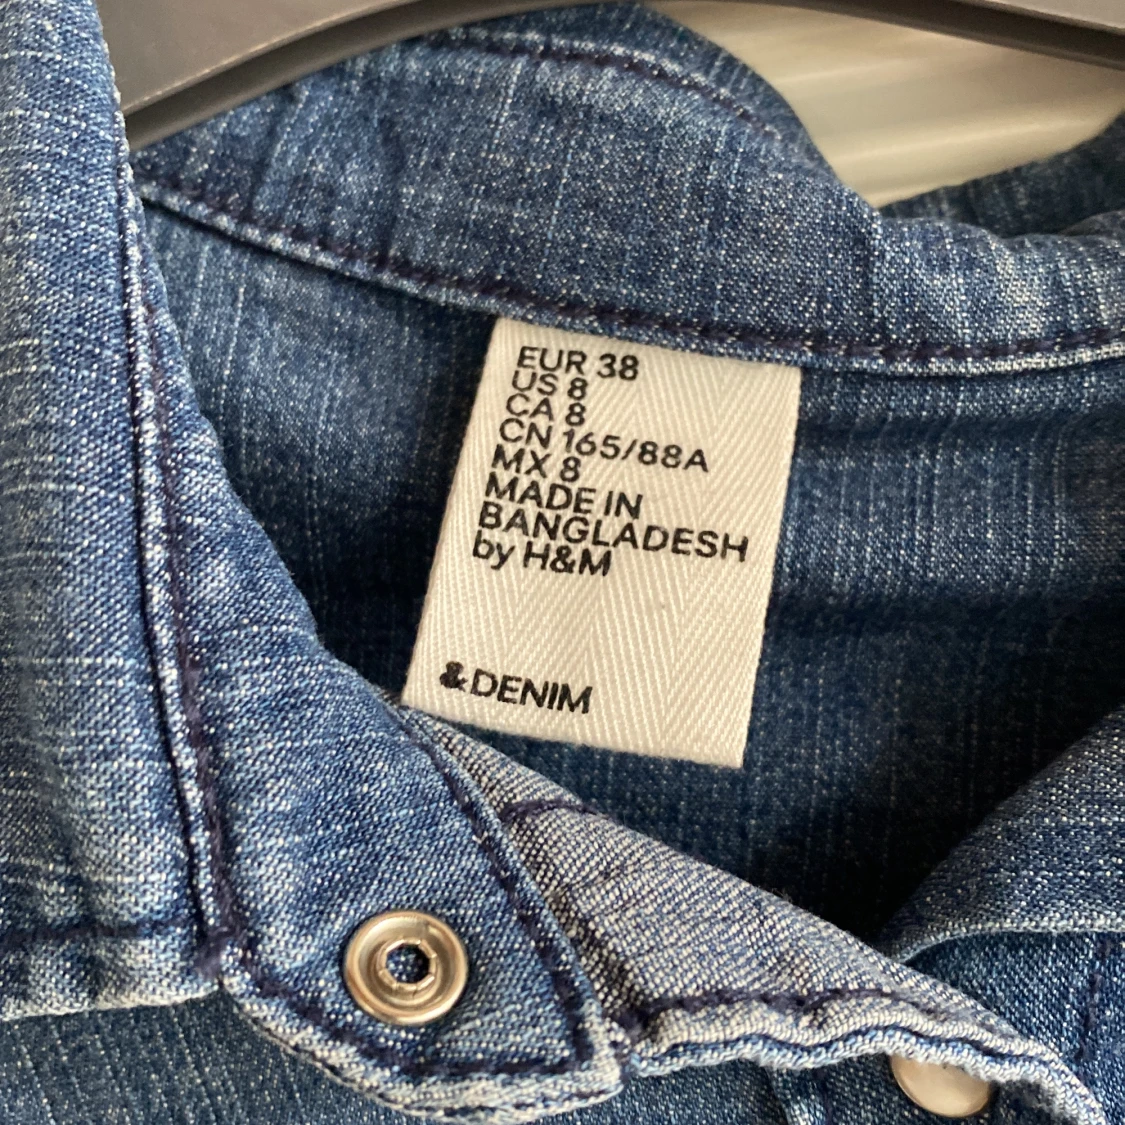 EUR 38
US 8
CA 8
CN 165/88A
MX 8
MADE IN
BANGLADESH
by H&M
&DENIM